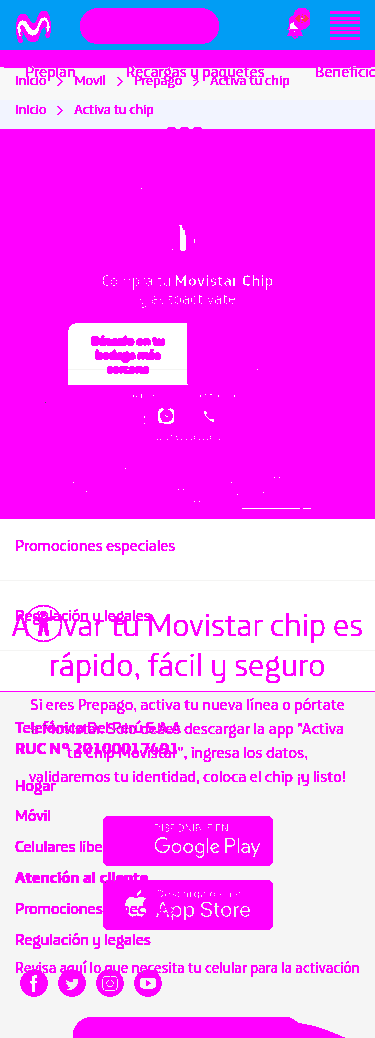 Preplan Recargas y paquetes Benefici
Inicio Movil Prepago Activa tu chip
Inicio Activa tu chip
Compra tu Movistar Chip
y autoactívate
Búscalo en tu
bodega más
cercana
Promociones especiales
Regulación y legales
Activar tu Movistar chip es
rápido, fácil y seguro
Si eres Prepago, activa tu nueva línea o pórtate
a Movistar. Solo debes descargar la app "Activa
tu Chip Movistar", ingresa los datos,
validaremos tu identidad, coloca el chip ¡y listo!
Telefónica Del Perú S.A.A
RUC Nº 20100017491
Hogar
Móvil
DISPONIBLE EN
Google Play
Celulares
Atención al cliente
Descárgalo en el
App Store
Promociones
Regulación y legales
Revisa aquí lo que necesita tu celular para la activación